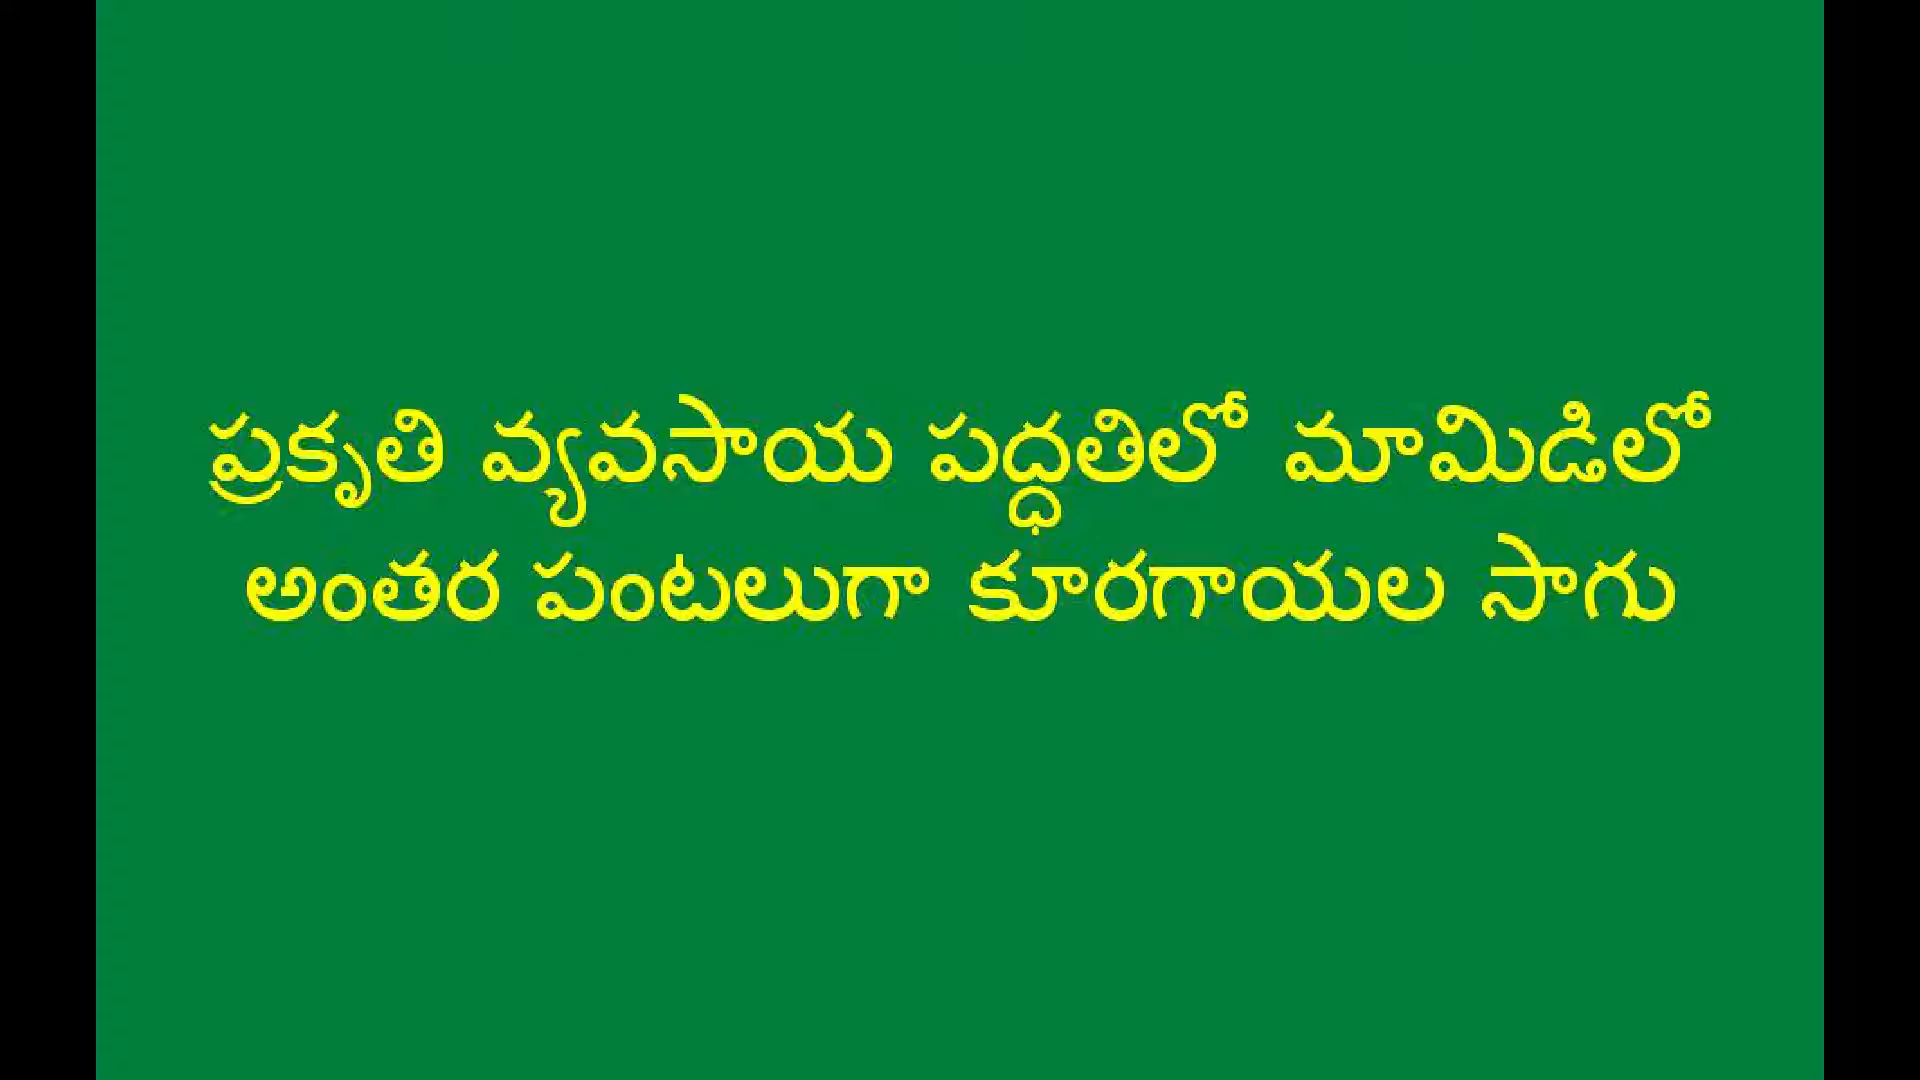 ప్రకృతి వ్యవసాయ పద్ధతిలో మామిడిలో
అంతర పంటలుగా కూరగాయల సాగు